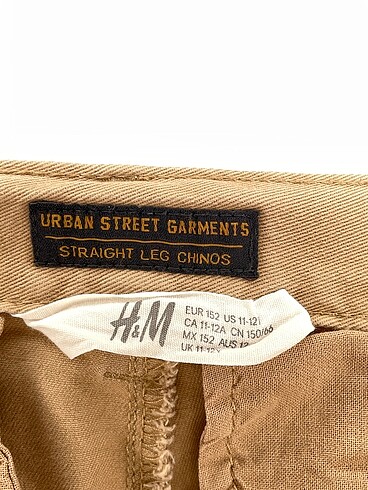 URBAN STREET GARMENTS
STRAIGHT LEG CHINOS
H&M
EUR 152 US 11-12
CA 11-12A CN 150/66
MX 152 AUS
UK 11-12